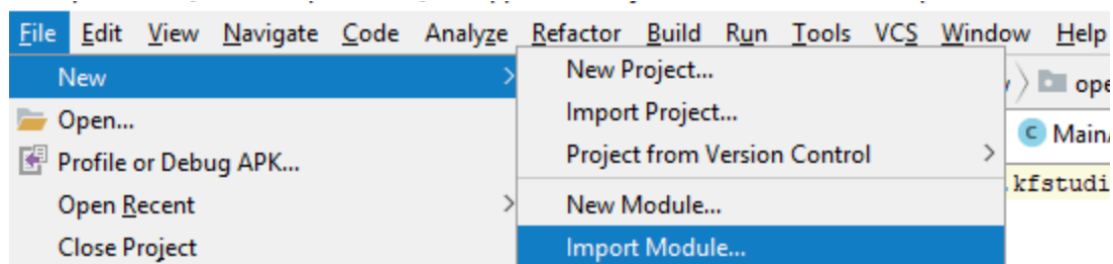 File Edit View Navigate Code Analyze Refactor Build Run Tools VCS Window Help
New
Open...
Profile or Debug APK...
Open Recent
Close Project
New Project...
Import Project...
Project from Version Control
New Module...
Import Module...
ope
C Main
kfstudi